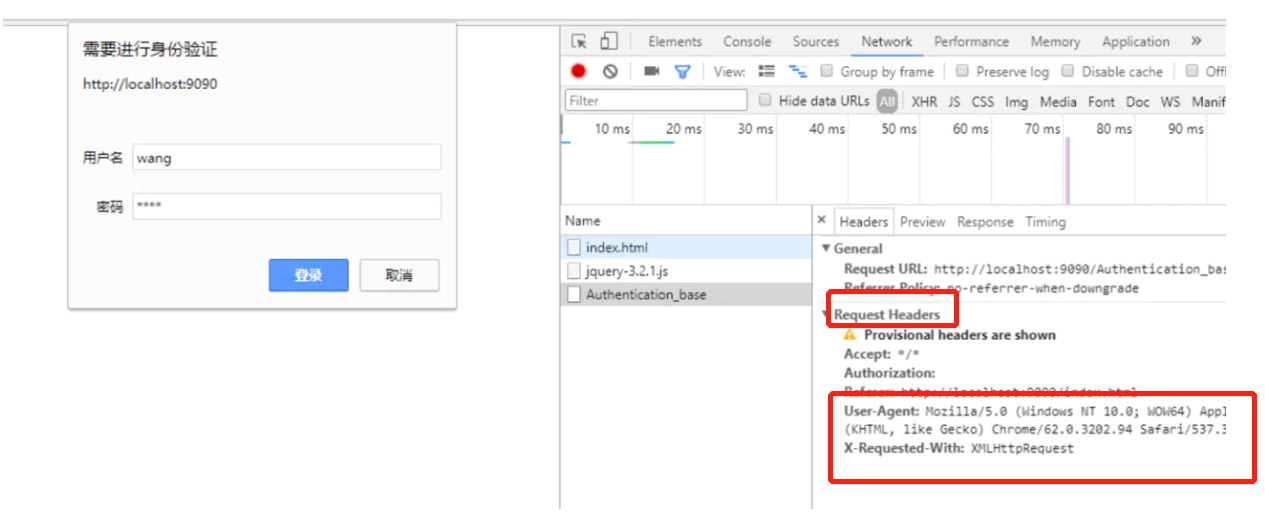 需要进行身份验证
http://localhost:9090
用户名 wang
密码 ****
登录 取消
Elements Console Sources Network Performance Memory Application »
View: Group by frame Preserve log Disable cache Offl
Filter Hide data URLs All XHR JS CSS Img Media Font Doc WS Manif
10 ms 20 ms 30 ms 40 ms 50 ms 60 ms 70 ms 80 ms 90 ms
Name
index.html
jquery-3.2.1.js
Authentication_base
× Headers Preview Response Timing
▼ General
Request URL: http://localhost:9090/Authentication_bas
Referrer Policy: no-referrer-when-downgrade
▼ Request Headers
Provisional headers are shown
Accept: */*
Authorization:
Referer: http://localhost:9090/index.html
User-Agent: Mozilla/5.0 (Windows NT 10.0; WOW64) Appl
(KHTML, like Gecko) Chrome/62.0.3202.94 Safari/537.3
X-Requested-With: XMLHttpRequest